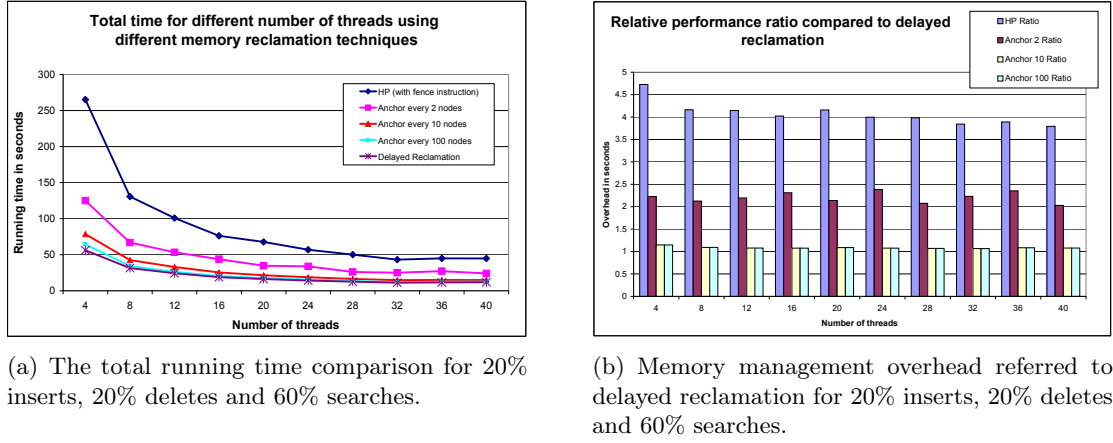 Total time for different number of threads using
different memory reclamation techniques
300
250
200
150
100
50
0
Running time in seconds
HP (with fence instruction)
Anchor every 2 nodes
Anchor every 10 nodes
Anchor every 100 nodes
Delayed Reclamation
4 8 12 16 20 24 28 32 36 40
Number of threads
(a) The total running time comparison for 20%
inserts, 20% deletes and 60% searches.
Relative performance ratio compared to delayed
reclamation
HP Ratio
Anchor 2 Ratio
Anchor 10 Ratio
Anchor 100 Ratio
5
4.5
4
3.5
3
2.5
2
1.5
1
0.5
0
Overhead in seconds
4 8 12 16 20 24 28 32 36 40
Number of threads
(b) Memory management overhead referred to
delayed reclamation for 20% inserts, 20% deletes
and 60% searches.